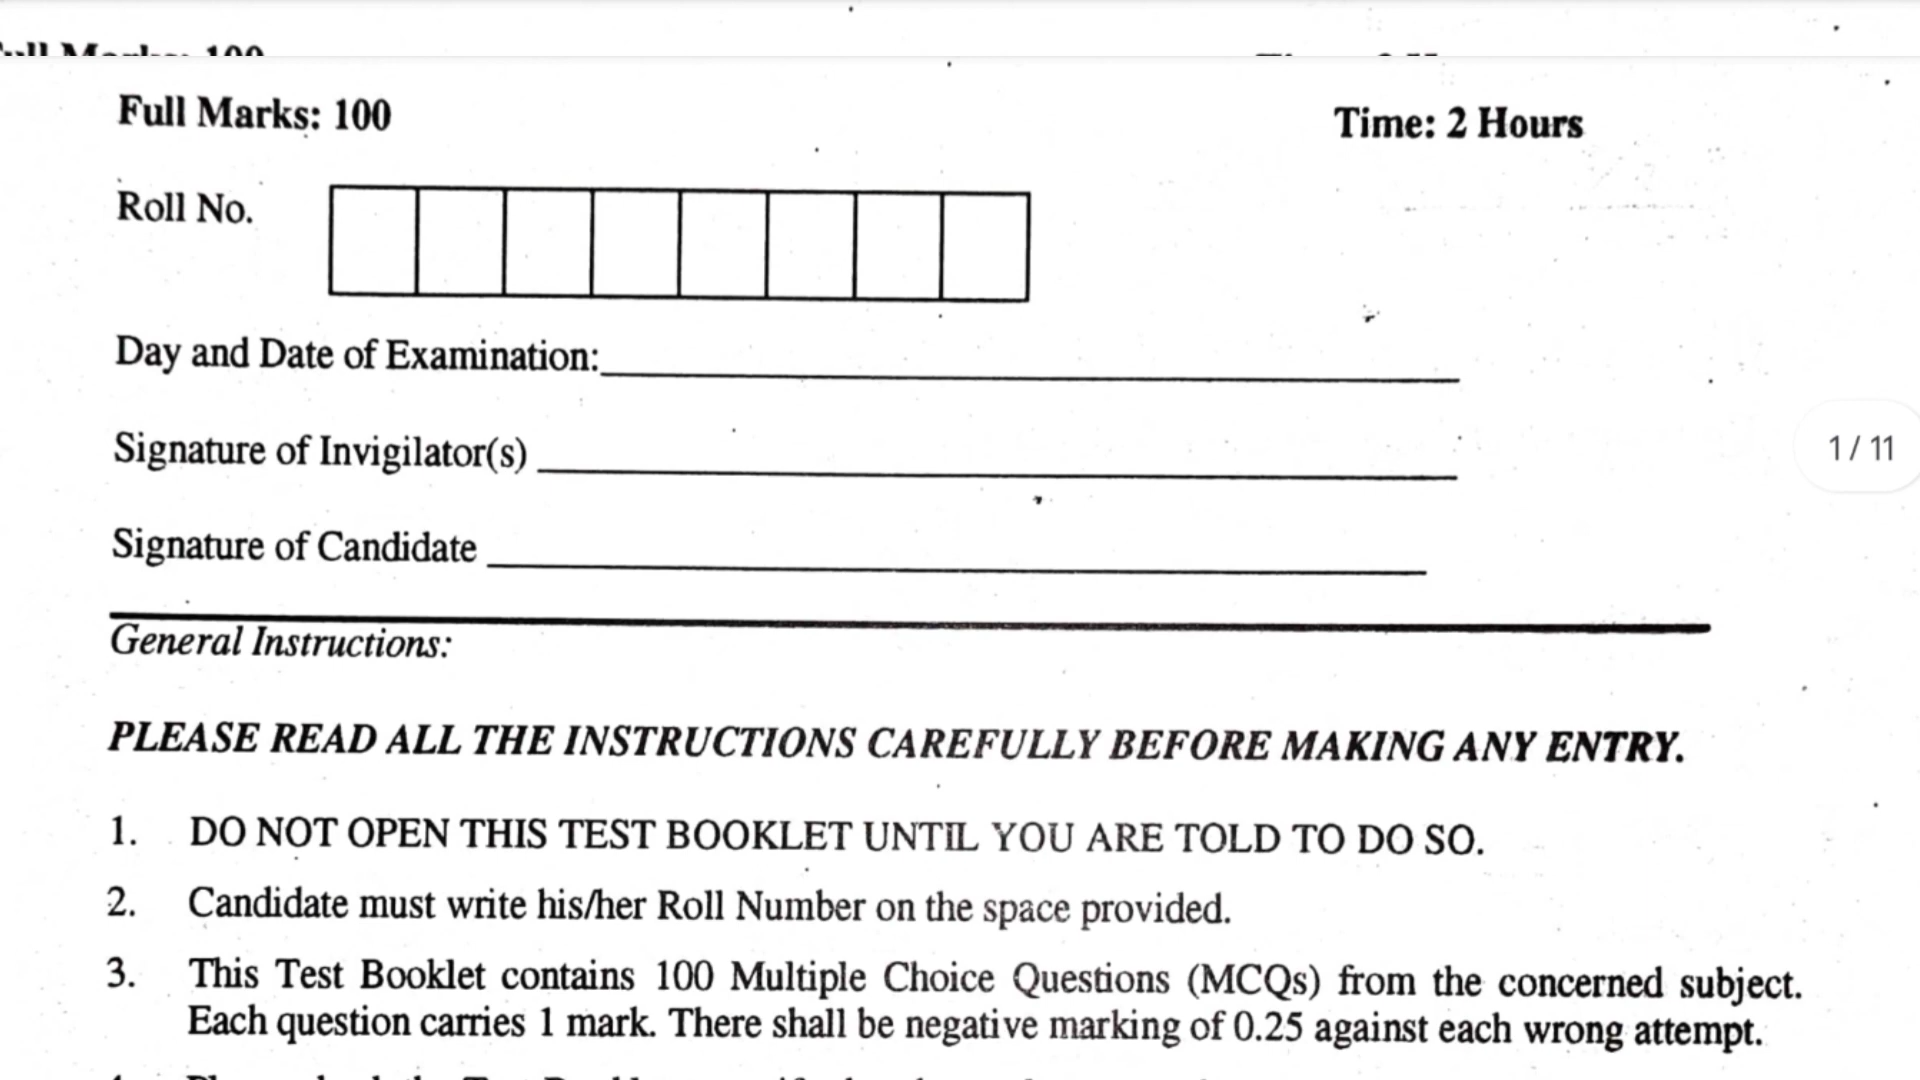 Full Marks: 100
Full Marks: 100
Time: 2 Hours
Roll No.
Day and Date of Examination:
Signature of Invigilator(s)
1 / 11
Signature of Candidate
General Instructions:
PLEASE READ ALL THE INSTRUCTIONS CAREFULLY BEFORE MAKING ANY ENTRY.
1. DO NOT OPEN THIS TEST BOOKLET UNTIL YOU ARE TOLD TO DO SO.
2. Candidate must write his/her Roll Number on the space provided.
3. This Test Booklet contains 100 Multiple Choice Questions (MCQs) from the concerned subject.
Each question carries 1 mark. There shall be negative marking of 0.25 against each wrong attempt.